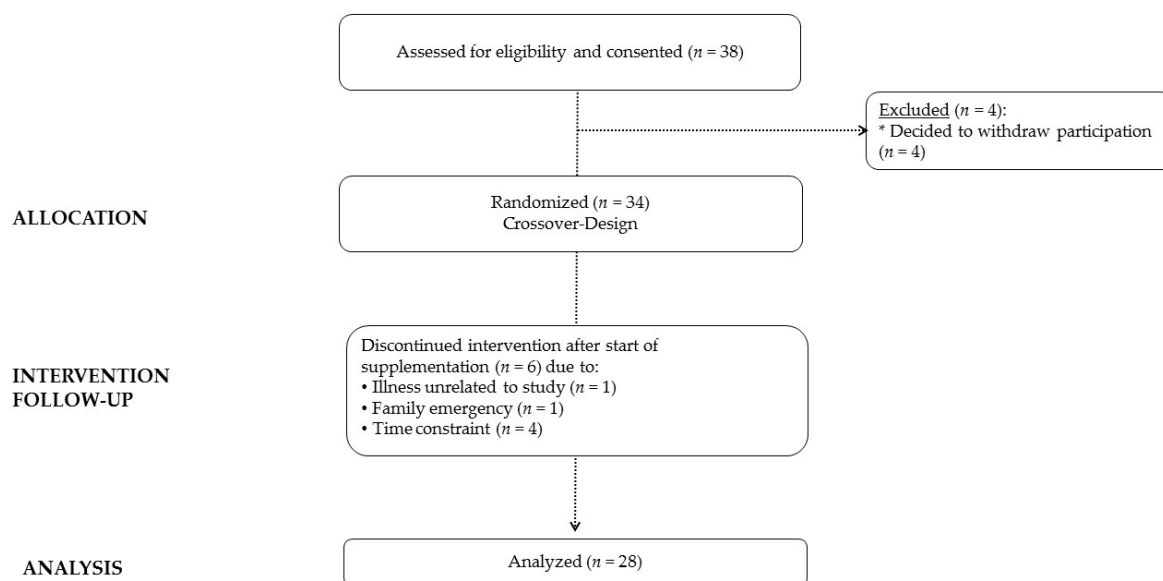 Assessed for eligibility and consented (n = 38)
Excluded (n = 4):
* Decided to withdraw participation
(n = 4)
ALLOCATION
Randomized (n = 34)
Crossover-Design
INTERVENTION
FOLLOW-UP
Discontinued intervention after start of
supplementation (n = 6) due to:
• Illness unrelated to study (n = 1)
• Family emergency (n = 1)
• Time constraint (n = 4)
ANALYSIS
Analyzed (n = 28)